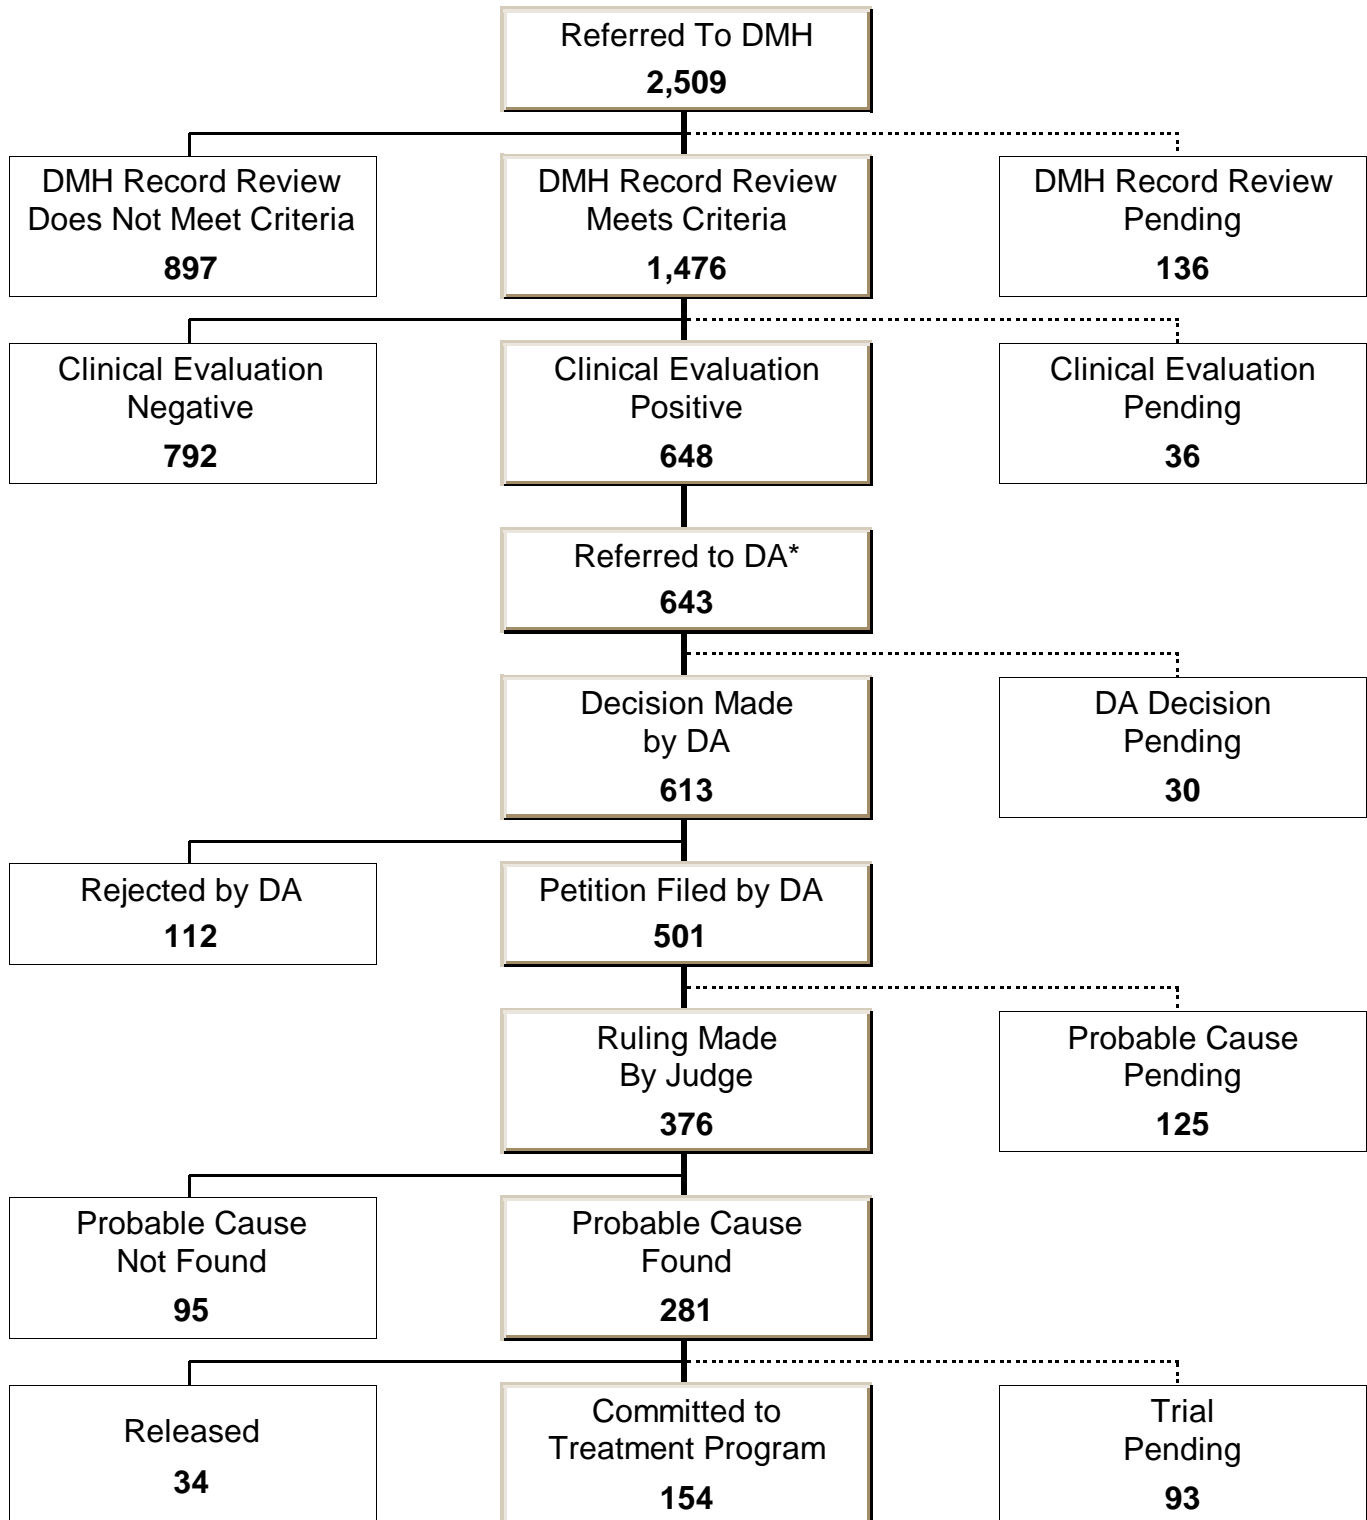 Referred To DMH
2,509
DMH Record Review
Does Not Meet Criteria
897
DMH Record Review
Meets Criteria
1,476
DMH Record Review
Pending
136
Clinical Evaluation
Negative
792
Clinical Evaluation
Positive
648
Clinical Evaluation
Pending
36
Referred to DA*
643
Decision Made
by DA
613
DA Decision
Pending
30
Rejected by DA
112
Petition Filed by DA
501
Ruling Made
By Judge
376
Probable Cause
Pending
125
Probable Cause
Not Found
95
Probable Cause
Found
281
Released
34
Committed to
Treatment Program
154
Trial
Pending
93